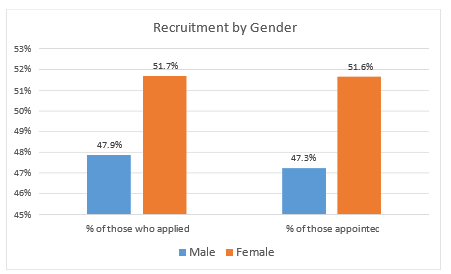 Recruitment by Gender
53%
52%
51%
50%
49%
48%
47%
46%
45%
47.9%
51.7%
47.3%
51.6%
% of those who applied
% of those appointed
Male
Female